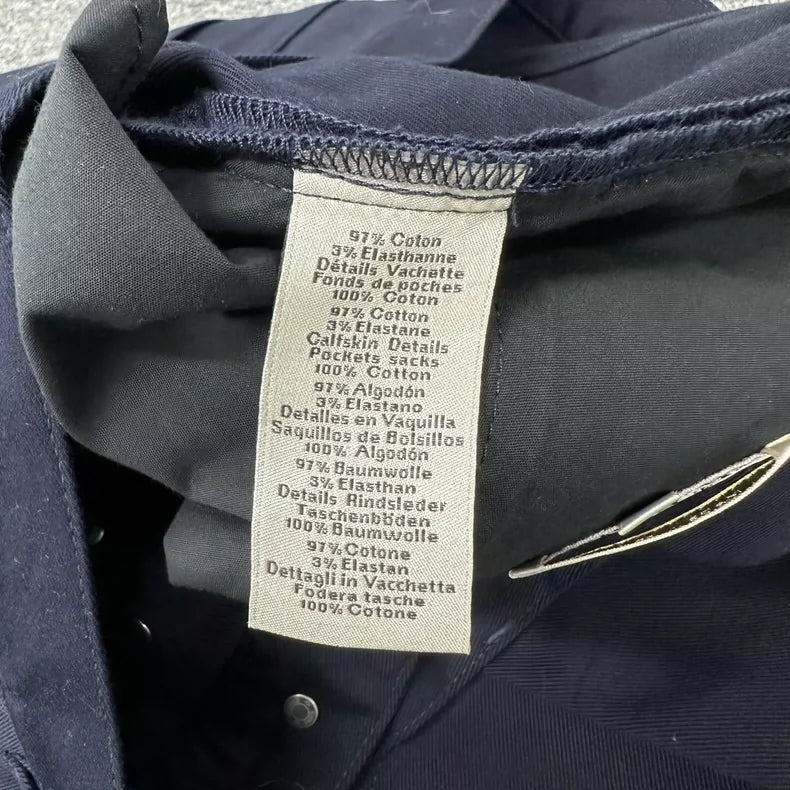 97% Coton
3% Elasthanne
Détails Vachette
Fonds de poches
100% Coton
97% Cotton
3% Elastane
Calfskin Details
Pockets sacks
100% Cotton
97% Algodón
3% Elastano
Detalles en Vaquilla
Saquillos de Bolsillos
100% Algodón
97% Baumwolle
3% Elasthan
Details Rindsleder
Taschenböden
100% Baumwolle
97% Cotone
3% Elastan
Dettagli in Vacchetta
Fodera tasche
100% Cotone